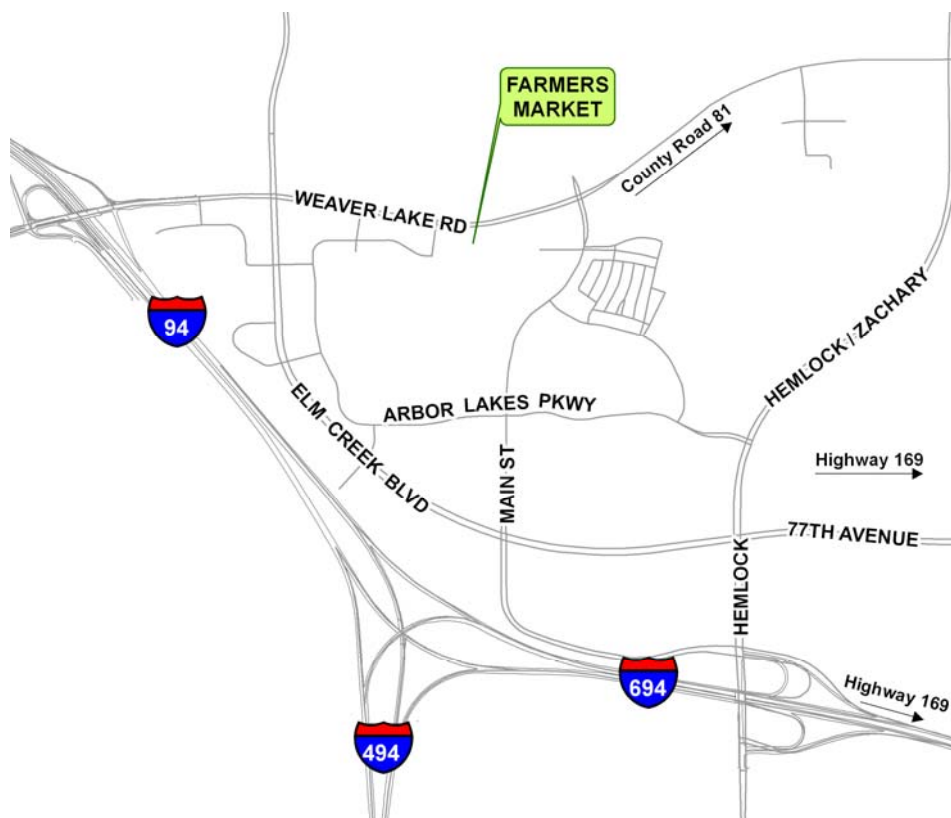 FARMERS
MARKET
County Road 81
WEAVER LAKE RD
94
HEMLOCK / ZACHARY
ELM CREEK BLVD
ARBOR LAKES PKWY
Highway 169
MAIN ST
77TH AVENUE
HEMLOCK
694
Highway 169
494